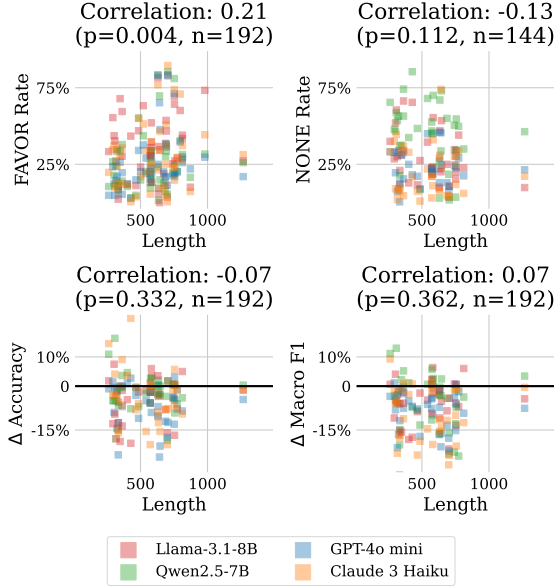 Correlation: 0.21
(p=0.004, n=192)
FAVOR Rate
75%
25%
500
1000
Length
Correlation: -0.13
(p=0.112, n=144)
NONE Rate
75%
25%
500
1000
Length
Correlation: -0.07
(p=0.332, n=192)
Δ Accuracy
10%
0
-15%
500
1000
Length
Correlation: 0.07
(p=0.362, n=192)
Δ Macro F1
10%
0
-15%
500
1000
Length
Llama-3.1-8B
Qwen2.5-7B
GPT-4o mini
Claude 3 Haiku